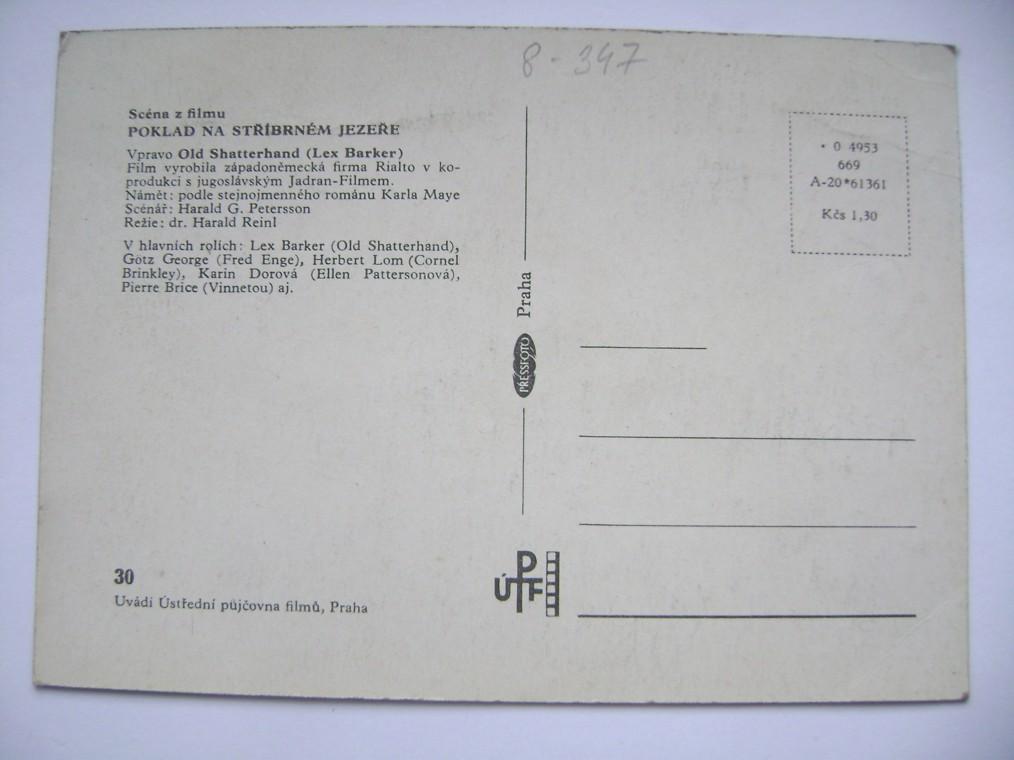 8-347
Scéna z filmu
POKLAD NA STŘÍBRNÉM JEZEŘE
Vpravo Old Shatterhand (Lex Barker)
Film vyrobila západoněmecká firma Rialto v ko-
produkci s jugoslávským Jadran-Filmem.
Námět: podle stejnojmenného románu Karla Maye
Scénář: Harald G. Petersson
Režie: dr. Harald Reinl
V hlavních rolích: Lex Barker (Old Shatterhand),
Götz George (Fred Enge), Herbert Lom (Cornel
Brinkley), Karin Dorová (Ellen Pattersonová),
Pierre Brice (Vinnetou) aj.
30
Uvádí Ústřední půjčovna filmů, Praha
Praha
PRESSFOTO
ÚPF
• 0 4953
669
A-20*61361
Kčs 1,30